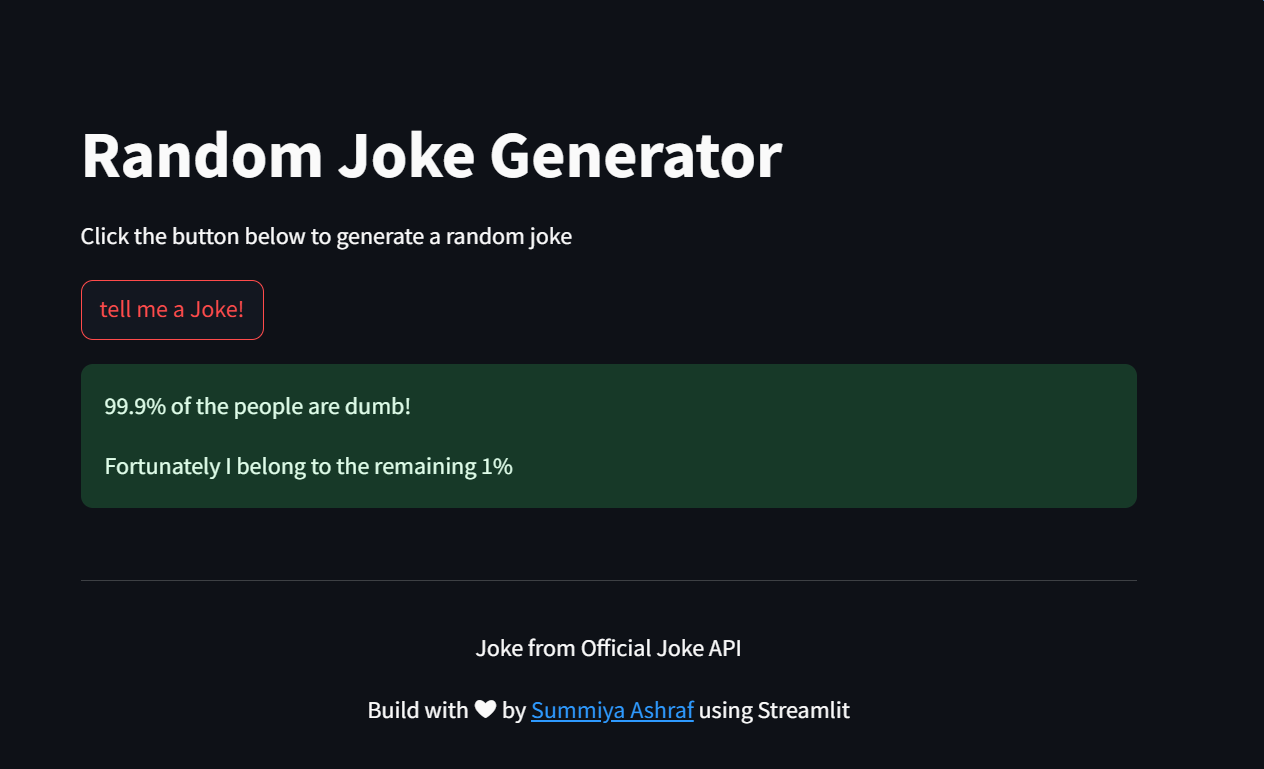 Random Joke Generator
Click the button below to generate a random joke
tell me a Joke!
99.9% of the people are dumb!
Fortunately I belong to the remaining 1%
Joke from Official Joke API
Build with ♥ by Summiya Ashraf using Streamlit